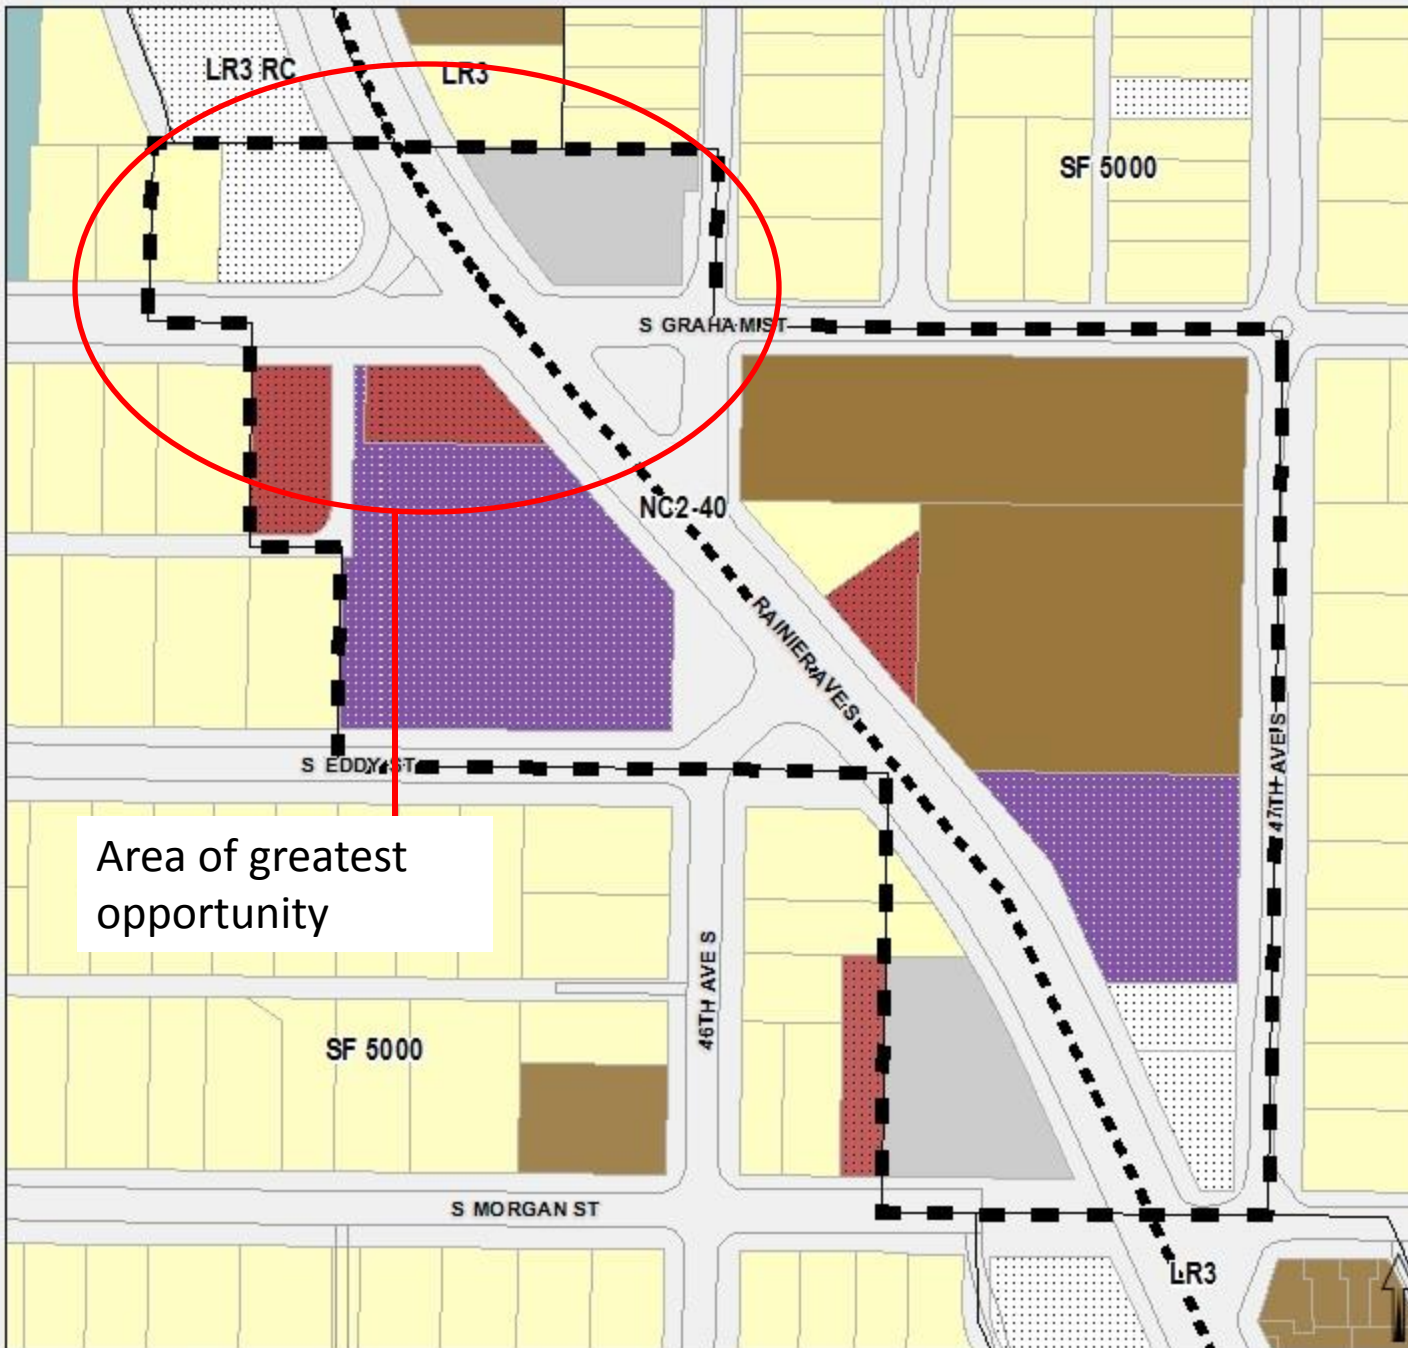 LR3 RC
LR3
SF 5000
S GRAHAM ST
NC2-40
RAINIER AVE S
47TH AVE S
S EDDY ST
Area of greatest
opportunity
46TH AVE S
SF 5000
S MORGAN ST
LR3